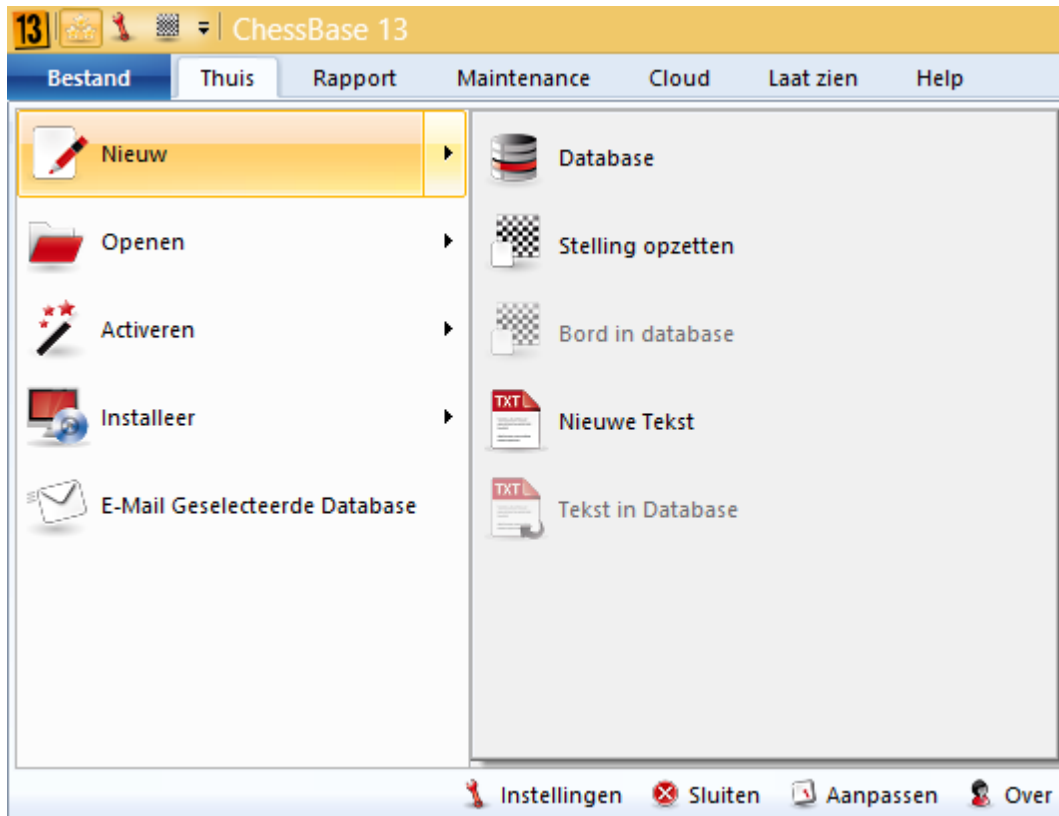 13 ChessBase 13
Bestand Thuis Rapport Maintenance Cloud Laat zien Help
Nieuw
Openen
Activeren
Installeer
E-Mail Geselecteerde Database
Database
Stelling opzetten
Bord in database
TXT
Nieuwe Tekst
TXT
Tekst in Database
Instellingen Sluiten Aanpassen Over